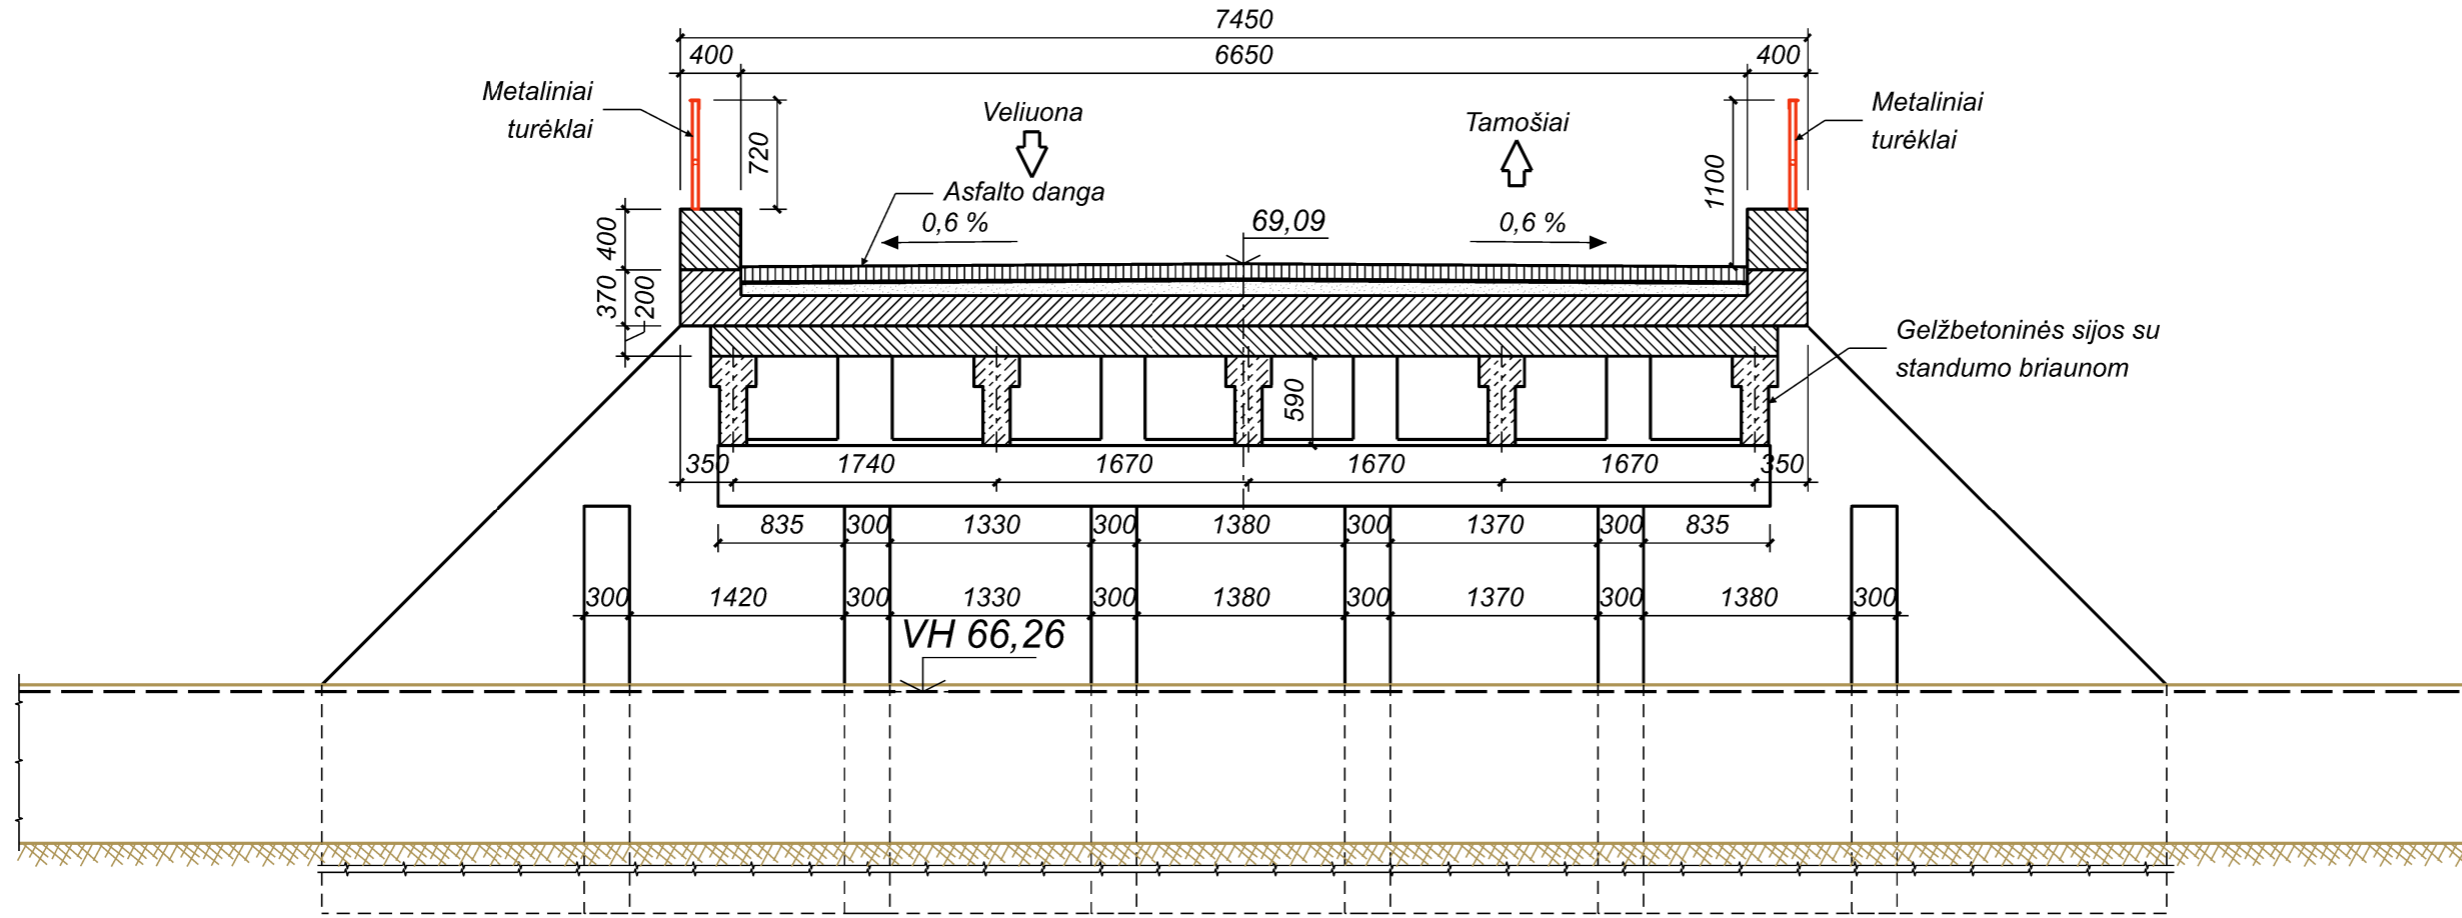 7450
400 6650 400
Metaliniai
turėklai
Veliuona
Tamošiai
Metaliniai
turėklai
720
1100
Asfalto danga
0,6 %
69,09
0,6 %
400
370
200
Gelžbetoninės sijos su
standumo briaunom
590
350 1740 1670 1670 1670 350
835 300 1330 300 1380 300 1370 300 835
300 1420 300 1330 300 1380 300 1370 300 1380 300
VH 66,26